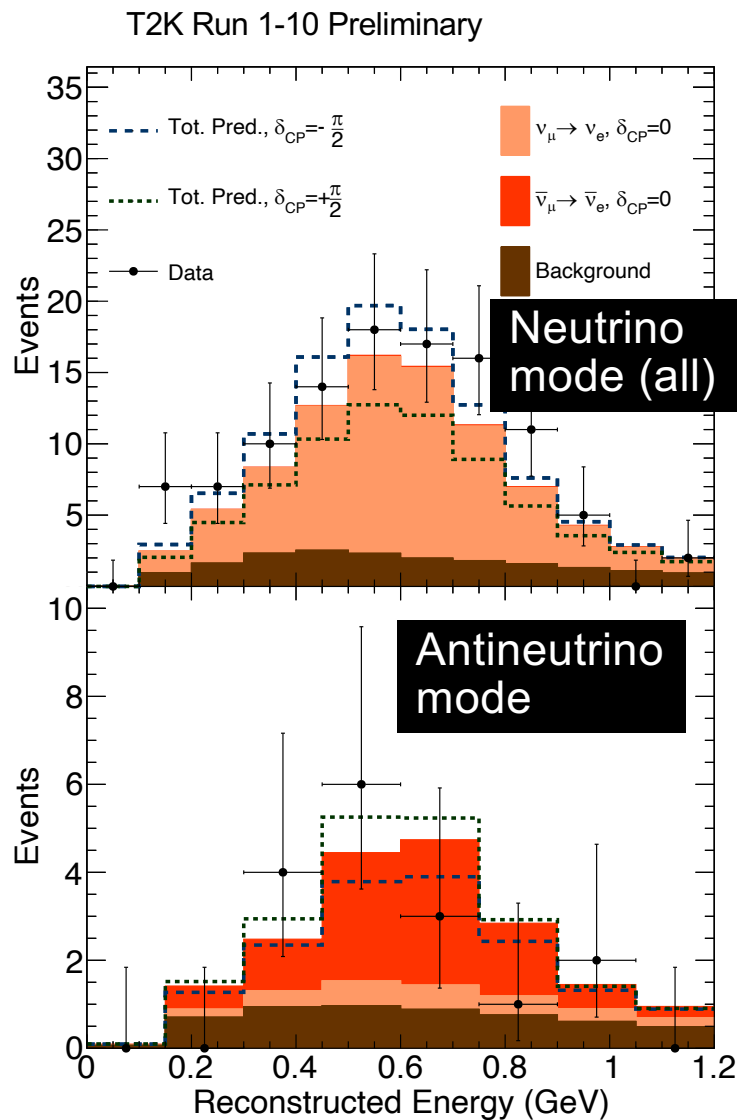 T2K Run 1-10 Preliminary
35
30
25
20
15
10
5
Events
Tot. Pred., δCP=- π/2
Tot. Pred., δCP=+π/2
Data
νμ→ νe, δCP=0
ν̄μ→ ν̄e, δCP=0
Background
Neutrino
mode (all)
10
8
6
4
2
0
Events
Antineutrino
mode
0 0.2 0.4 0.6 0.8 1 1.2
Reconstructed Energy (GeV)